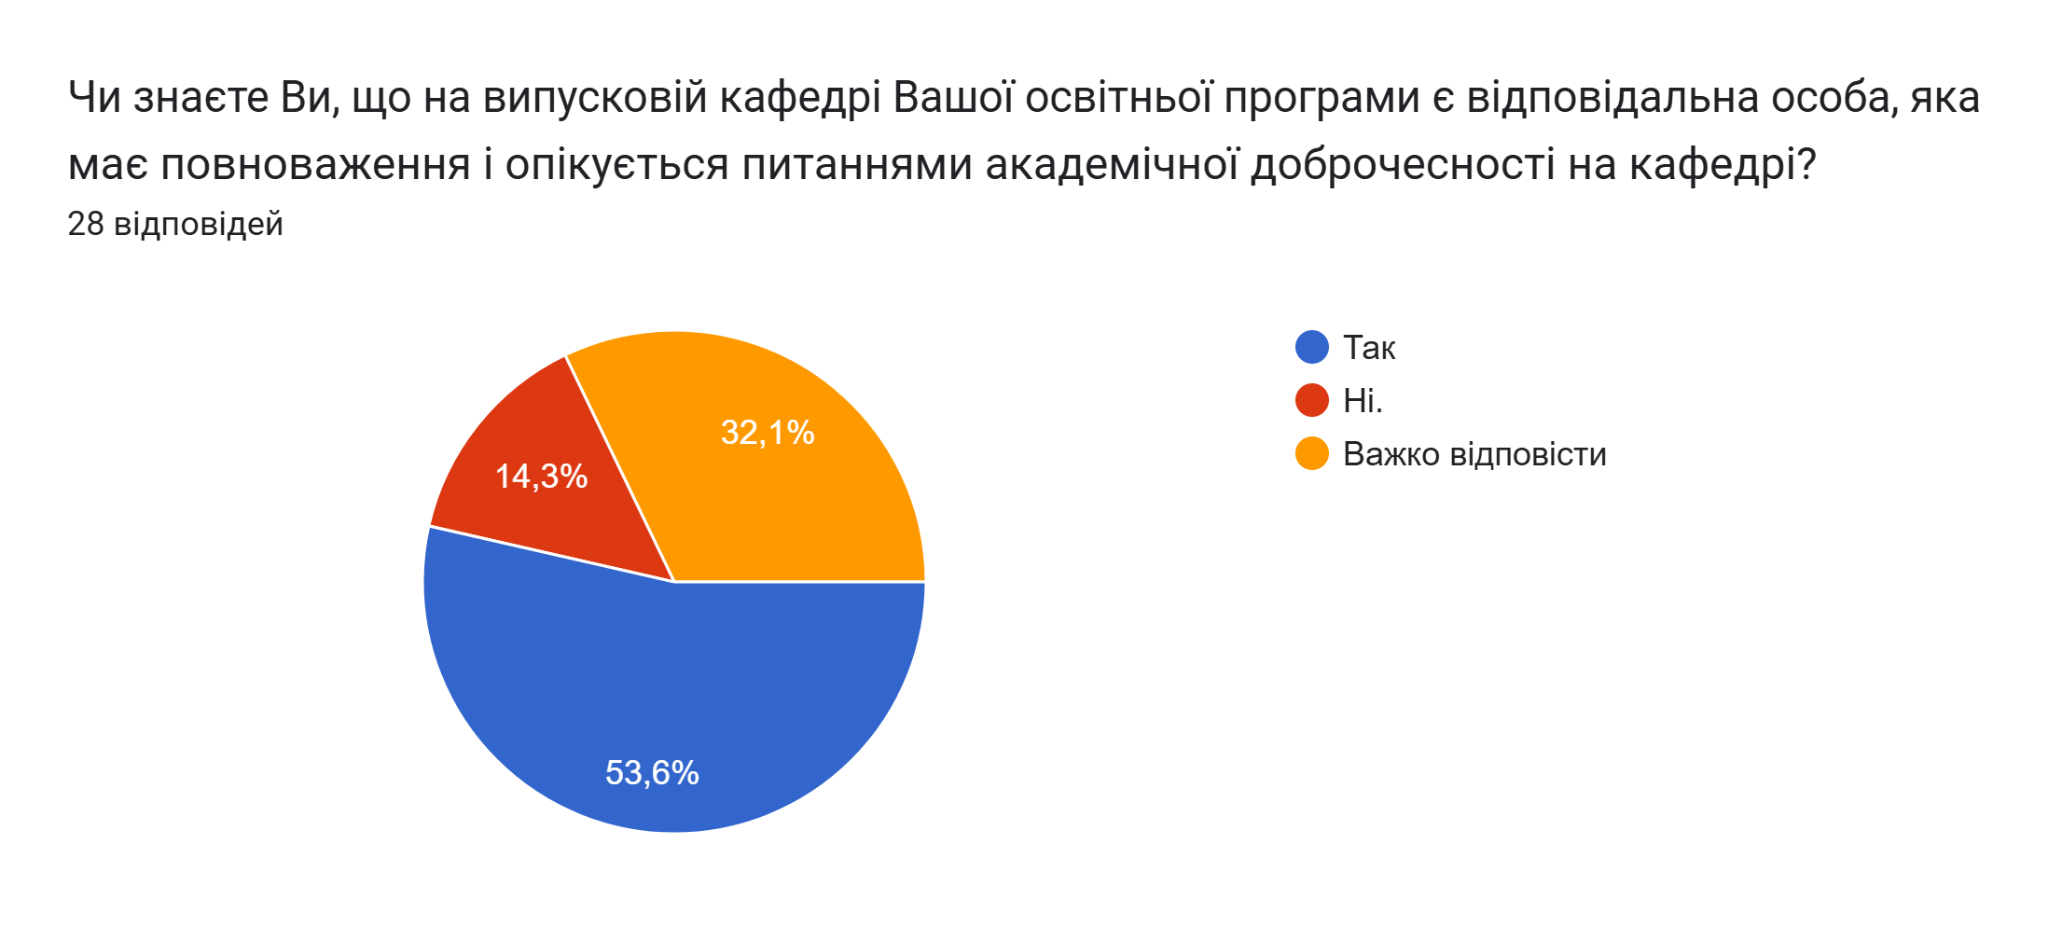 Чи знаєте Ви, що на випусковій кафедрі Вашої освітньої програми є відповідальна особа, яка
має повноваження і опікується питаннями академічної доброчесності на кафедрі?
28 відповідей
Так
Ні.
Важко відповісти
32,1%
14,3%
53,6%